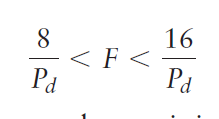 8/P_d < F < 16/P_d